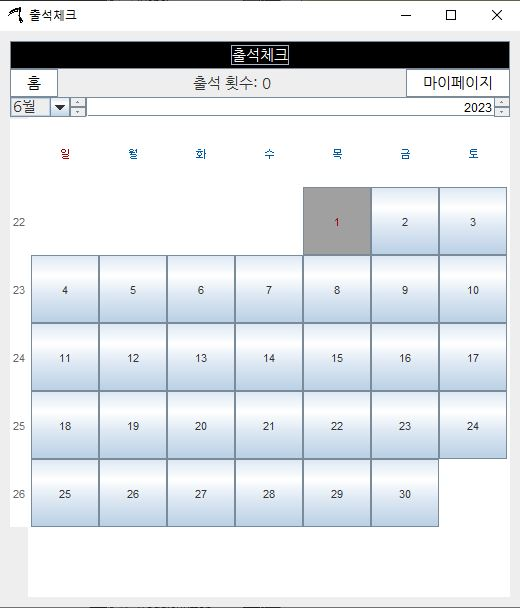 출석체크
출석체크
홈 출석 횟수: 0 마이페이지
6월 2023
일 월 화 수 목 금 토
22 1 2 3
23 4 5 6 7 8 9 10
24 11 12 13 14 15 16 17
25 18 19 20 21 22 23 24
26 25 26 27 28 29 30